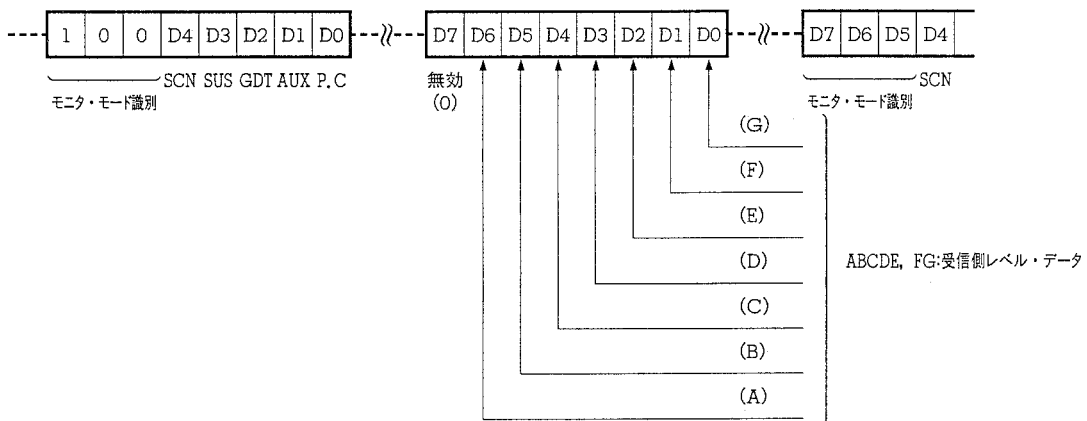 1 0 0 D4 D3 D2 D1 D0 D7 D6 D5 D4 D3 D2 D1 D0 D7 D6 D5 D4
SCN SUS GDT AUX P.C 無効 SCN
モニタ・モード識別 (0) モニタ・モード識別
(G)
(F)
(E)
(D)
ABCDE, FG:受信側レベル・データ
(C)
(B)
(A)